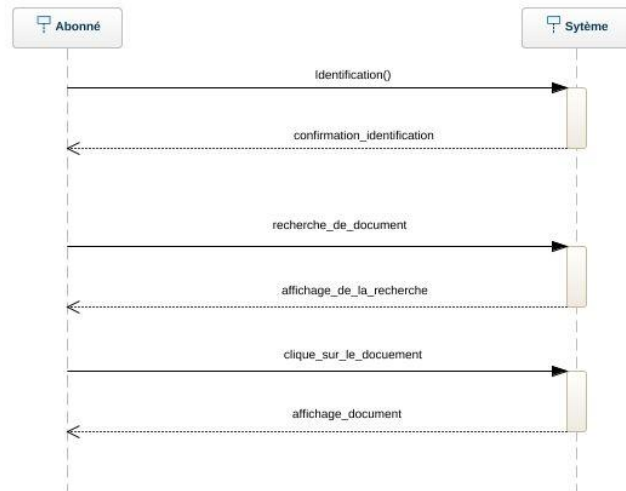 Abonné
Sytème
Identification()
confirmation_identification
recherche_de_document
affichage_de_la_recherche
clique_sur_le_docuement
affichage_document